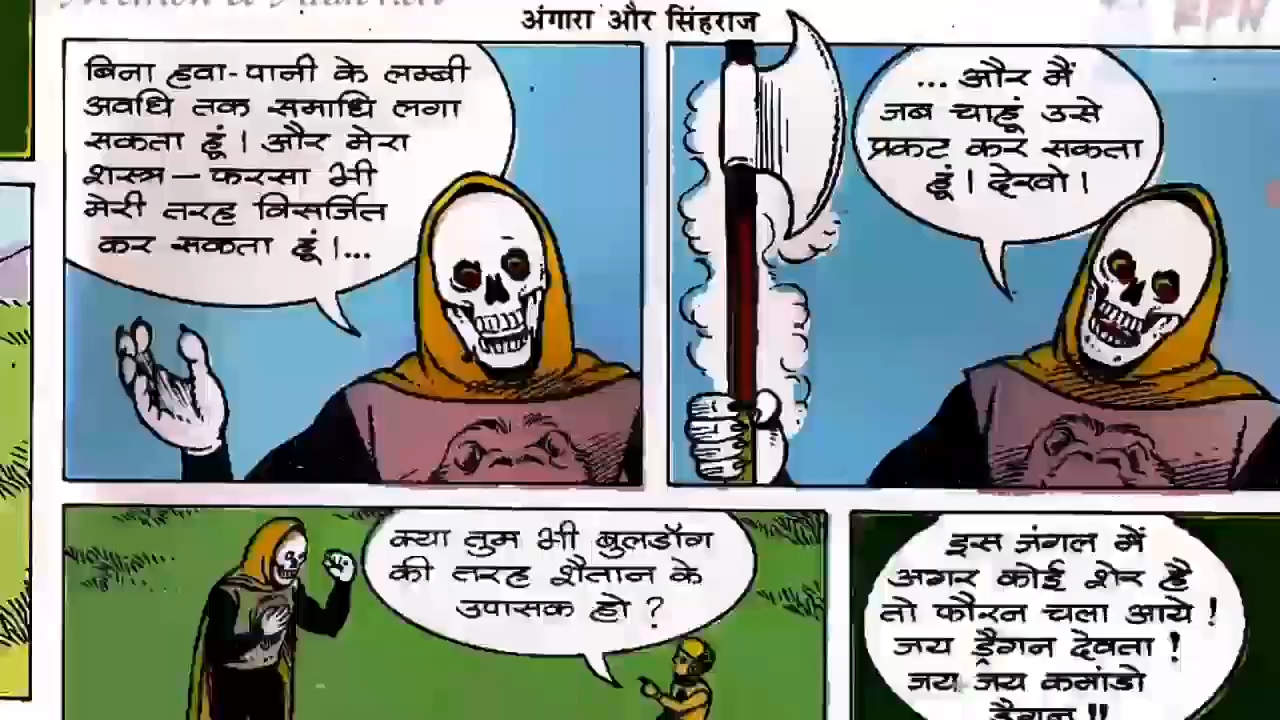 अंगारा और सिंहराज
बिना हवा-पानी के लम्बी
अवधि तक समाधि लगा
सकता हूं। और मेरा
शस्त्र — फरसा भी
मेरी तरह विसर्जित
कर सकता हूं।...
... और मैं
जब चाहूं उसे
प्रकट कर सकता
हूं। देखो।
क्या तुम भी बुलडॉग
की तरह शैतान के
उपासक हो ?
इस जंगल में
अगर कोई शेर है
तो फौरन चला आये !
जय ड्रैगन देवता !
जय जय कमांडो
ड्रैगन !!